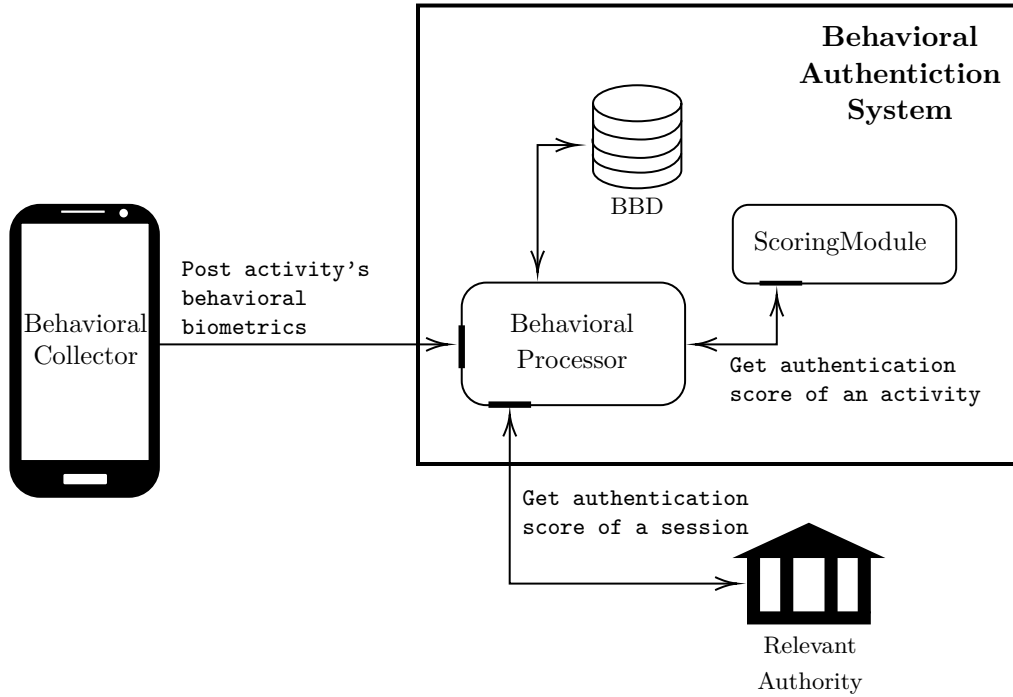 Behavioral
Authentiction
System
BBD
ScoringModule
Post activity's
behavioral
biometrics
Behavioral
Collector
Behavioral
Processor
Get authentication
score of an activity
Get authentication
score of a session
Relevant
Authority